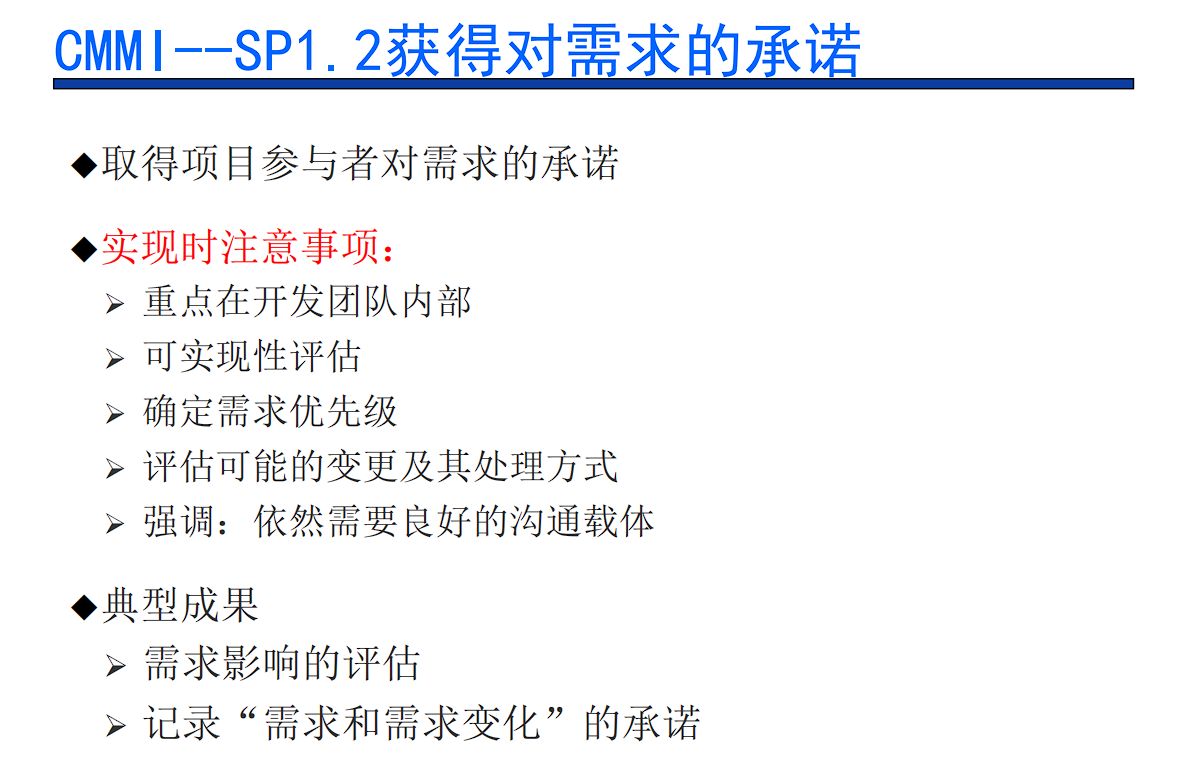 CMMI--SP1.2获得对需求的承诺
◆取得项目参与者对需求的承诺
◆实现时注意事项：
➢ 重点在开发团队内部
➢ 可实现性评估
➢ 确定需求优先级
➢ 评估可能的变更及其处理方式
➢ 强调：依然需要良好的沟通载体
◆典型成果
➢ 需求影响的评估
➢ 记录“需求和需求变化”的承诺